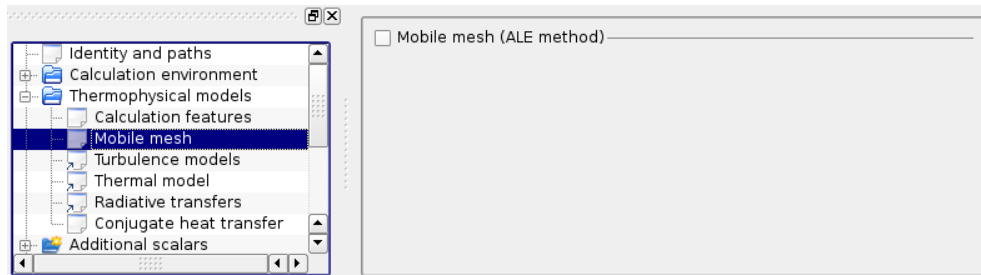 Identity and paths
Calculation environment
Thermophysical models
Calculation features
Mobile mesh
Turbulence models
Thermal model
Radiative transfers
Conjugate heat transfer
Additional scalars
Mobile mesh (ALE method)